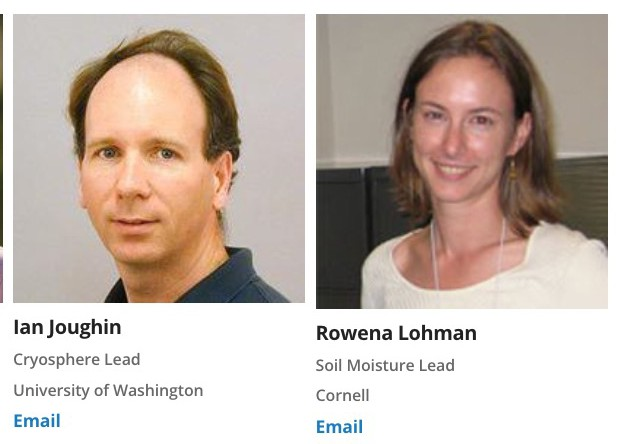 Ian Joughin
Cryosphere Lead
University of Washington
Email
Rowena Lohman
Soil Moisture Lead
Cornell
Email